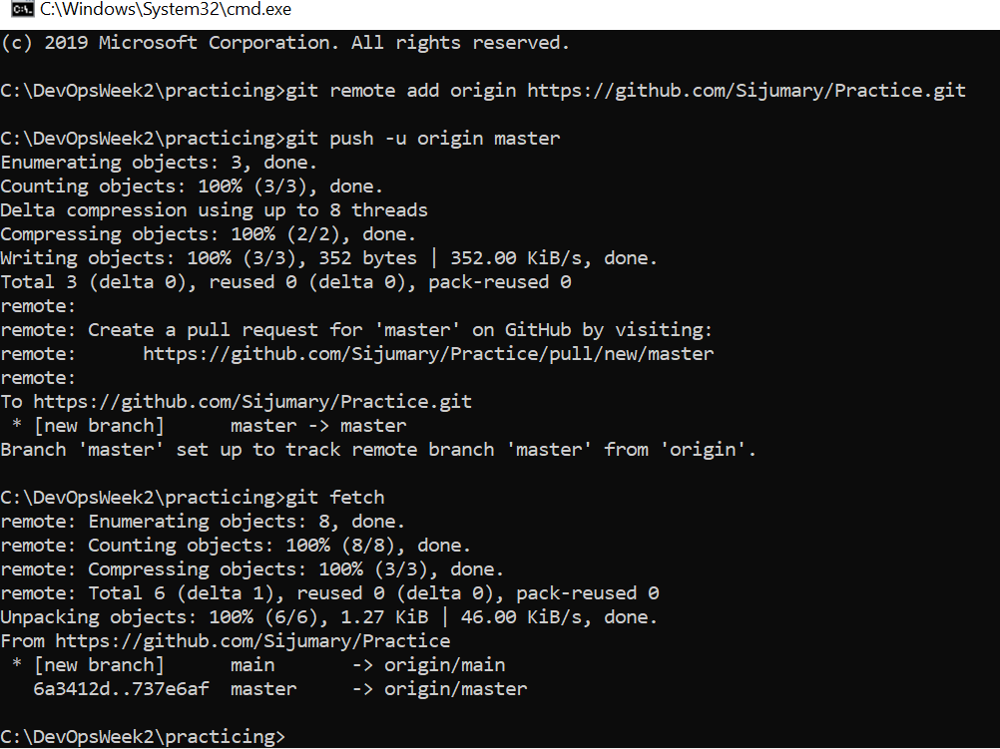 C:\Windows\System32\cmd.exe
(c) 2019 Microsoft Corporation. All rights reserved.
C:\DevOpsWeek2\practicing>git remote add origin https://github.com/Sijumary/Practice.git
C:\DevOpsWeek2\practicing>git push -u origin master
Enumerating objects: 3, done.
Counting objects: 100% (3/3), done.
Delta compression using up to 8 threads
Compressing objects: 100% (2/2), done.
Writing objects: 100% (3/3), 352 bytes | 352.00 KiB/s, done.
Total 3 (delta 0), reused 0 (delta 0), pack-reused 0
remote:
remote: Create a pull request for 'master' on GitHub by visiting:
remote:      https://github.com/Sijumary/Practice/pull/new/master
remote:
To https://github.com/Sijumary/Practice.git
 * [new branch]      master -> master
Branch 'master' set up to track remote branch 'master' from 'origin'.
C:\DevOpsWeek2\practicing>git fetch
remote: Enumerating objects: 8, done.
remote: Counting objects: 100% (8/8), done.
remote: Compressing objects: 100% (3/3), done.
remote: Total 6 (delta 1), reused 0 (delta 0), pack-reused 0
Unpacking objects: 100% (6/6), 1.27 KiB | 46.00 KiB/s, done.
From https://github.com/Sijumary/Practice
 * [new branch]      main       -> origin/main
   6a3412d..737e6af  master     -> origin/master
C:\DevOpsWeek2\practicing>